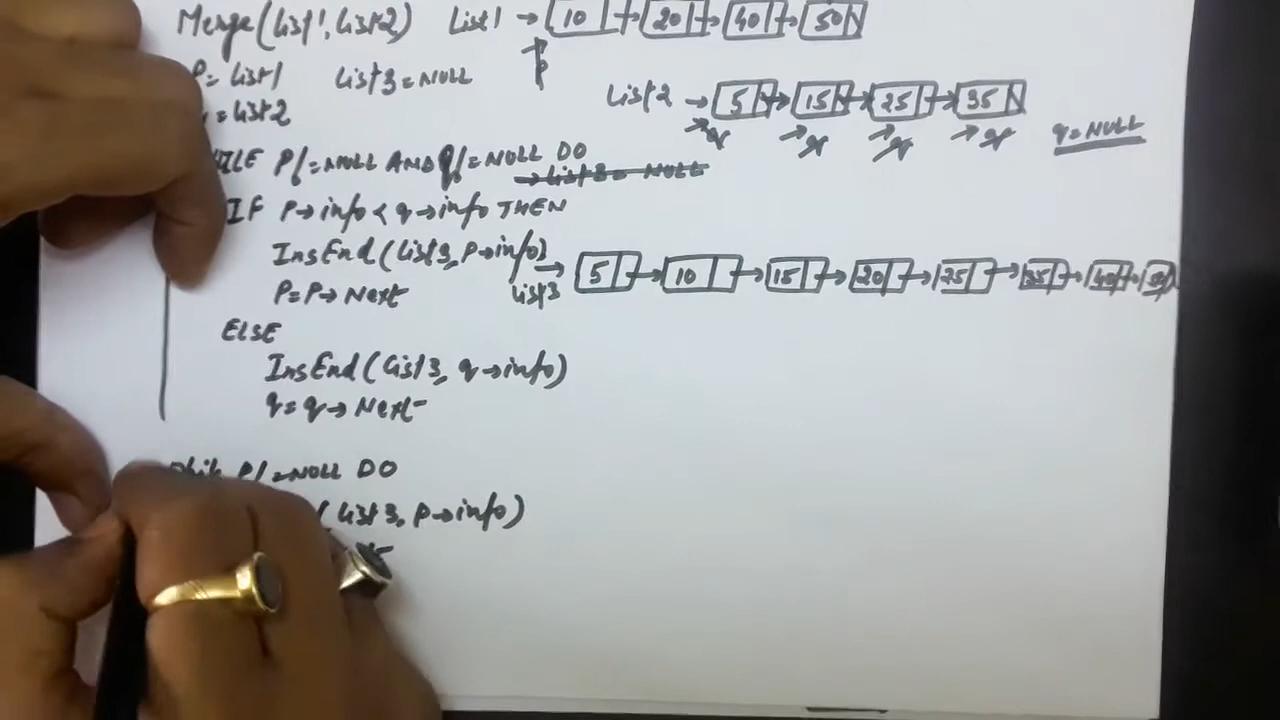 Merge(List1, List2) List1 → 10 → 20 → 40 → 50 N
P
P= List1 List3=NULL
= List2
List2 → 5 → 15 → 25 → 35 N
q q q q
q=NULL
P/=NULL AND q/=NULL DO
→List3= NULL
IF P→info < q→info THEN
InsEnd(List3, P→info)
P=P→Next
List3 → 5 → 10 → 15 → 20 → 25 → 35 → 40 → 50
ELSE
InsEnd(List3, q→info)
q= q→Next
While P/=NULL DO
(List3, P→info)